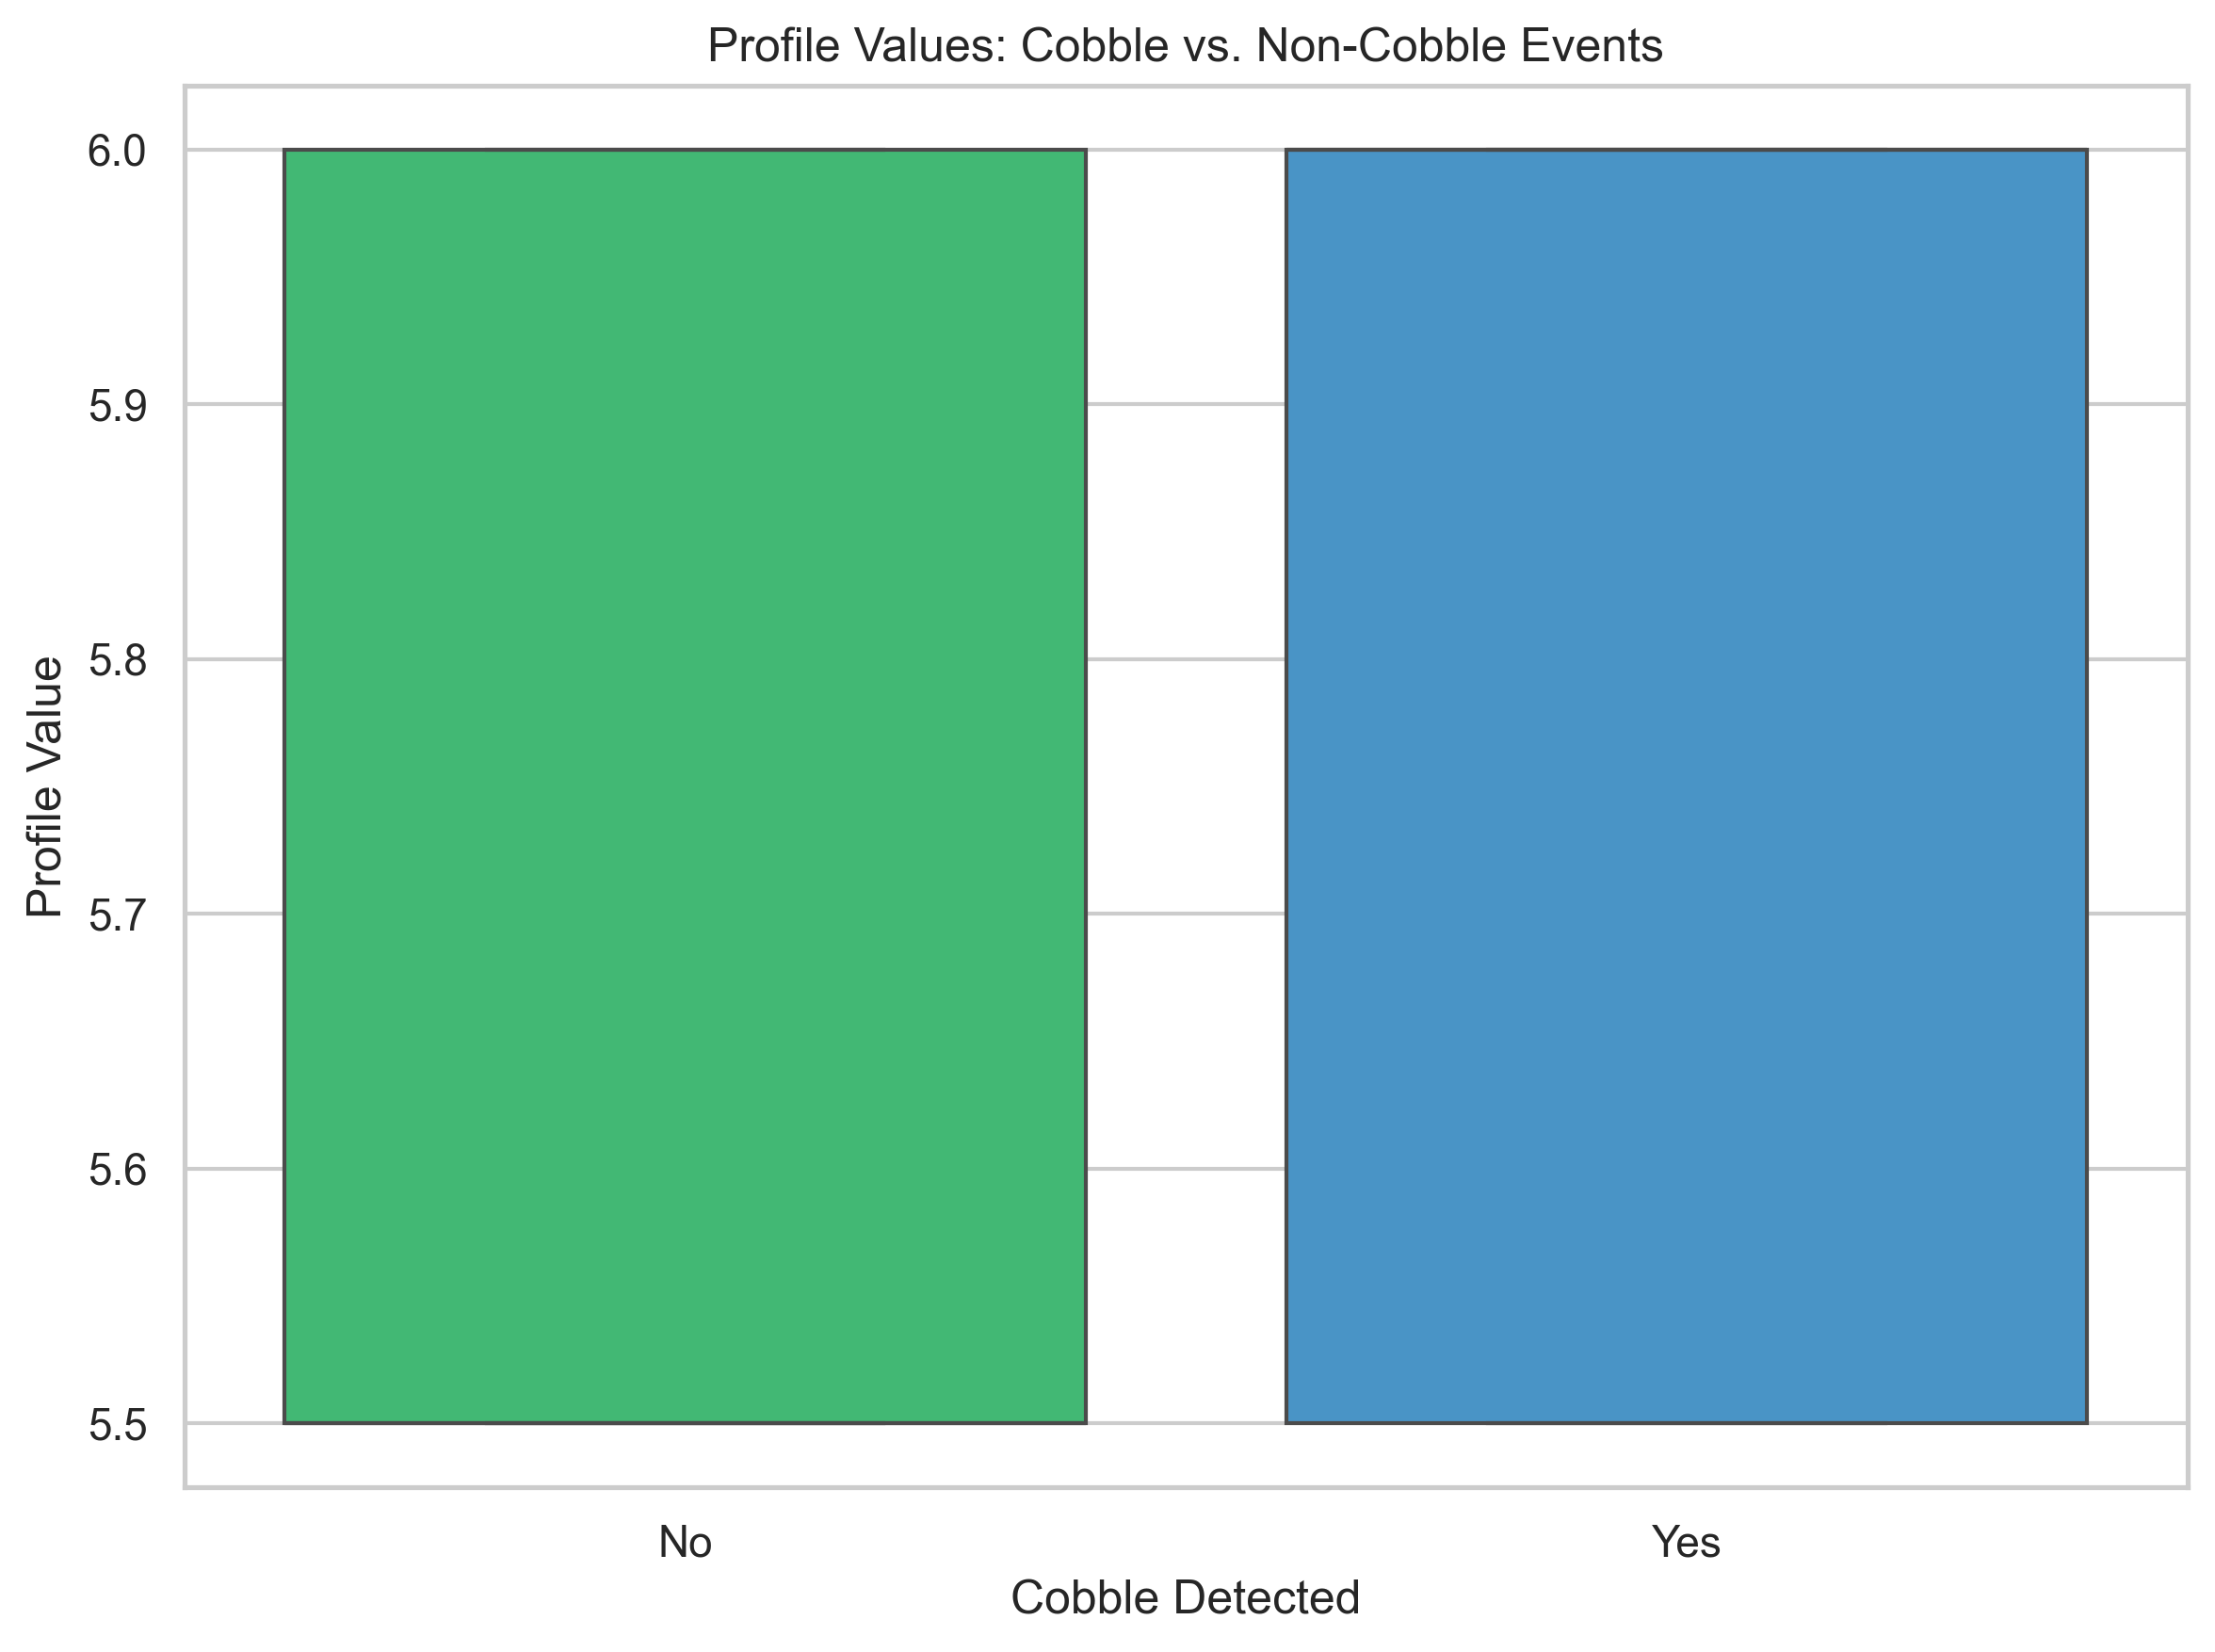 Profile Values: Cobble vs. Non-Cobble Events
6.0
5.9
5.8
5.7
5.6
5.5
Profile Value
No
Yes
Cobble Detected